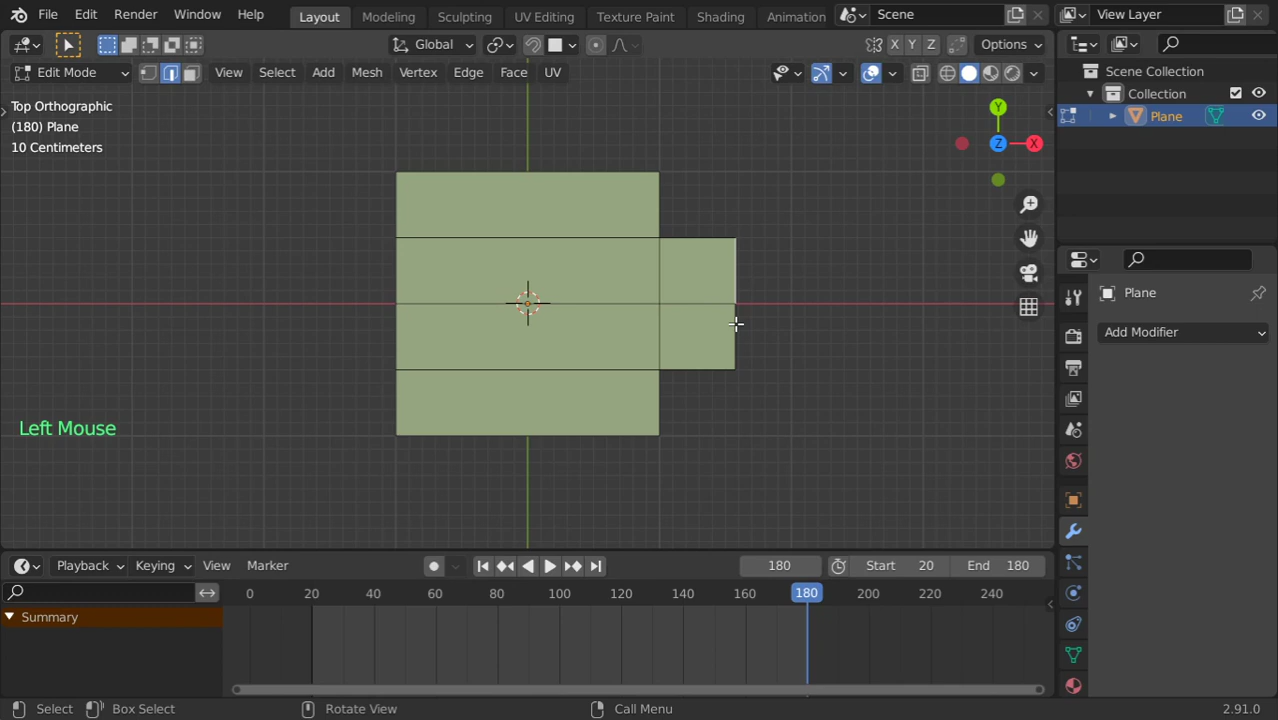 File Edit Render Window Help Layout Modeling Sculpting UV Editing Texture Paint Shading Animation Scene View Layer
Global Options
Edit Mode View Select Add Mesh Vertex Edge Face UV
X Y Z
Scene Collection
Collection
Plane
Top Orthographic
(180) Plane
10 Centimeters
Y
Z X
Plane
Add Modifier
Left Mouse
Playback Keying View Marker 180 Start 20 End 180
0 20 40 60 80 100 120 140 160 180 200 220 240
Summary
Select Box Select Rotate View Call Menu 2.91.0